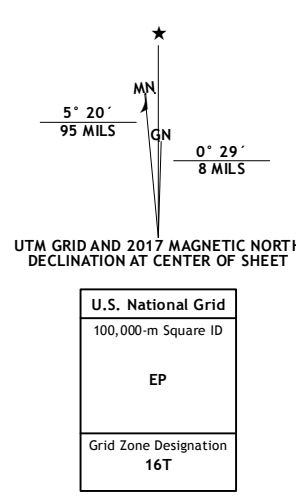 ★
MN
GN
5° 20´
95 MILS
0° 29´
8 MILS
UTM GRID AND 2017 MAGNETIC NORTH
DECLINATION AT CENTER OF SHEET
U.S. National Grid
100,000-m Square ID
EP
Grid Zone Designation
16T